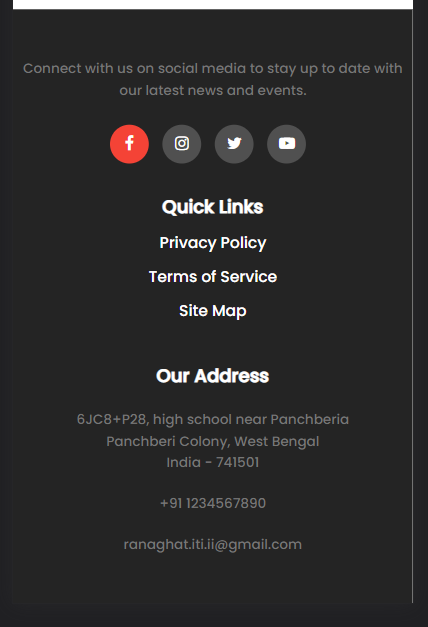 Connect with us on social media to stay up to date with
our latest news and events.
Quick Links
Privacy Policy
Terms of Service
Site Map
Our Address
6JC8+P28, high school near Panchberia
Panchberi Colony, West Bengal
India - 741501
+91 1234567890
ranaghat.iti.ii@gmail.com